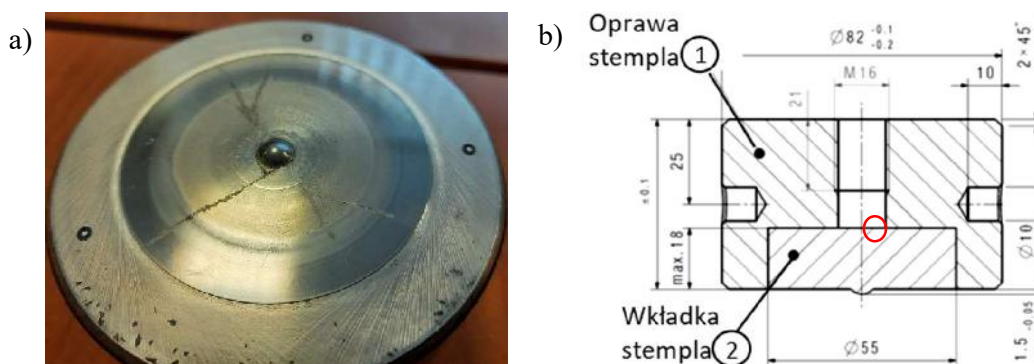 a)
b)
Oprawa
stempla 1
Ø82 -0.1 -0.2
2×45°
M16
10
21
25
±0.1
max.18
Ø10
Wkładka
stempla 2
Ø55
1.5 -0.05